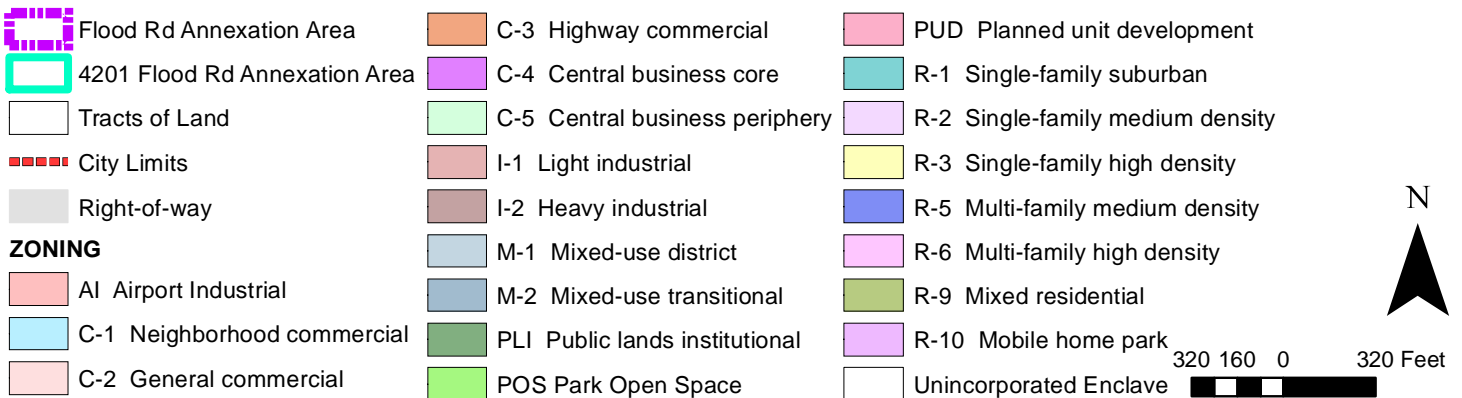 Flood Rd Annexation Area
4201 Flood Rd Annexation Area
Tracts of Land
City Limits
Right-of-way
ZONING
AI Airport Industrial
C-1 Neighborhood commercial
C-2 General commercial
C-3 Highway commercial
C-4 Central business core
C-5 Central business periphery
I-1 Light industrial
I-2 Heavy industrial
M-1 Mixed-use district
M-2 Mixed-use transitional
PLI Public lands institutional
POS Park Open Space
PUD Planned unit development
R-1 Single-family suburban
R-2 Single-family medium density
R-3 Single-family high density
R-5 Multi-family medium density
R-6 Multi-family high density
R-9 Mixed residential
R-10 Mobile home park
Unincorporated Enclave
N
320 160 0 320 Feet